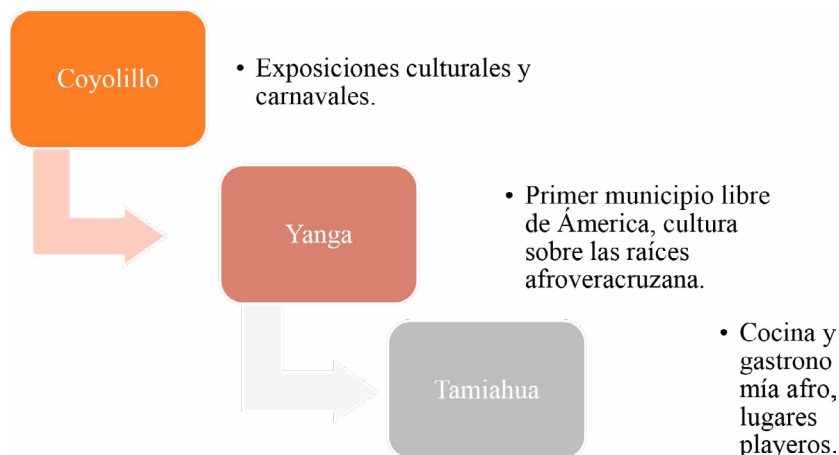 Coyolillo
• Exposiciones culturales y
carnavales.
Yanga
• Primer municipio libre
de Ámerica, cultura
sobre las raíces
afroveracruzana.
Tamiahua
• Cocina y
gastrono
mía afro,
lugares
playeros.